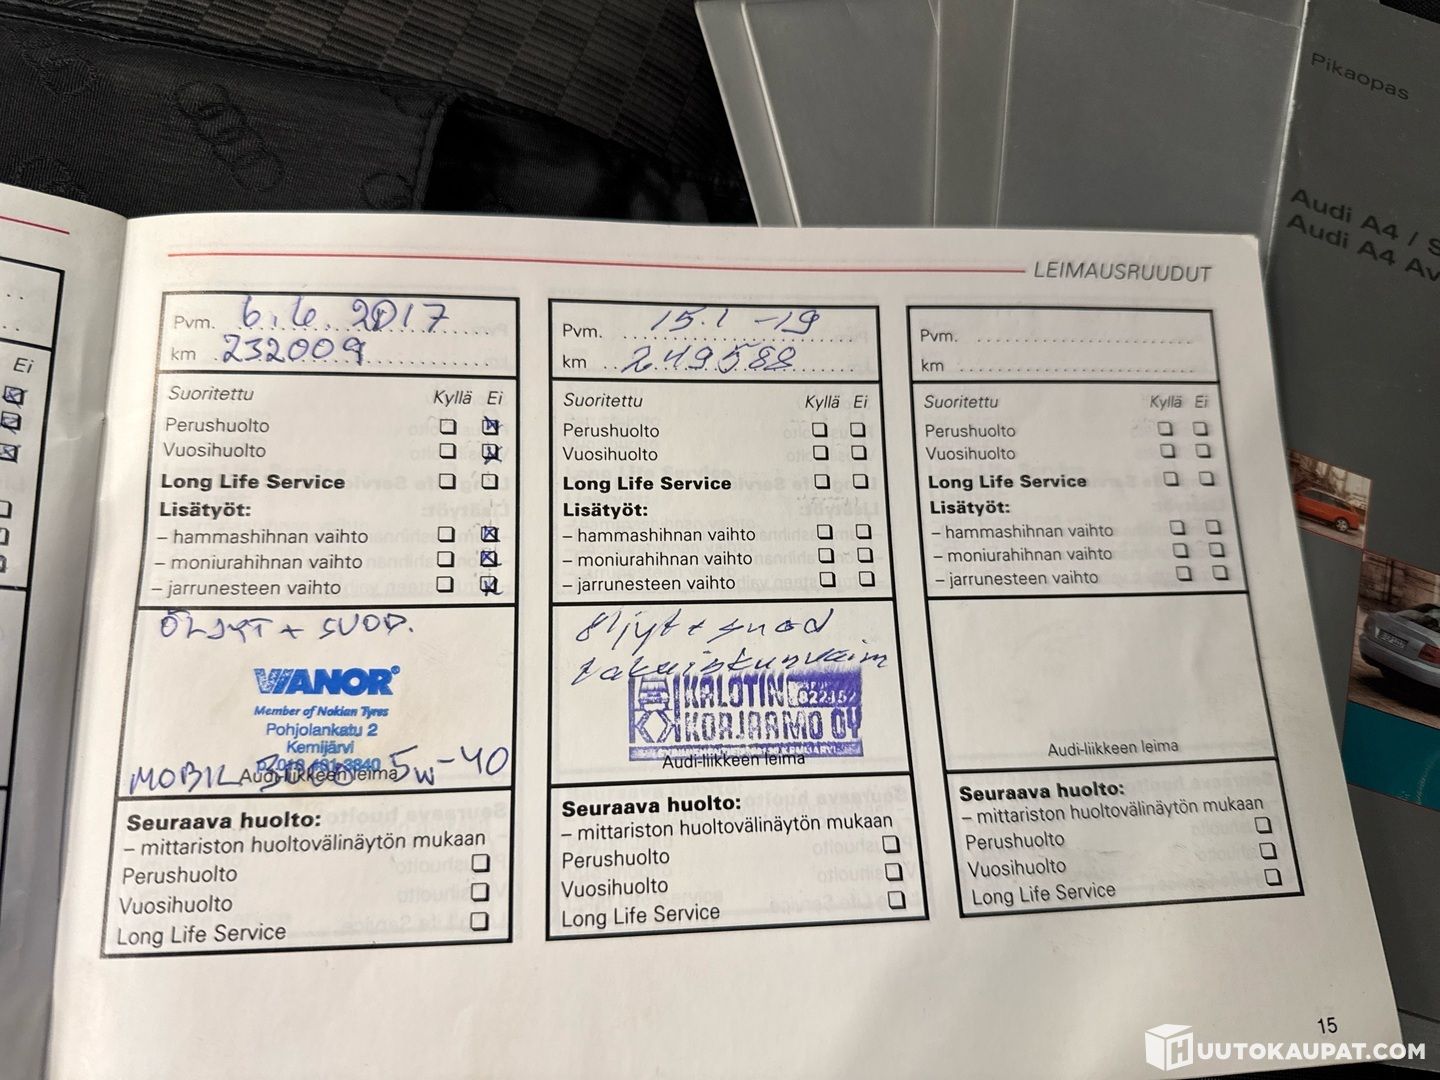 Pikaopas
Audi A4 / S
Audi A4 Av
LEIMAUSRUUDUT
Ei
Pvm. 6.6.2017
km 232009
Suoritettu Kyllä Ei
Perushuolto
Vuosihuolto
Long Life Service
Lisätyöt:
– hammashihnan vaihto
– moniurahihnan vaihto
– jarrunesteen vaihto
ÖLJYT + SUOD.
VIANOR®
Member of Nokian Tyres
Pohjolankatu 2
Kemijärvi
MOBIL 3000 5W-40
Audi-liikkeen leima
Seuraava huolto:
– mittariston huoltovälinäytön mukaan
Perushuolto
Vuosihuolto
Long Life Service
Pvm. 15.1 -19
km 249588
Suoritettu Kyllä Ei
Perushuolto
Vuosihuolto
Long Life Service
Lisätyöt:
– hammashihnan vaihto
– moniurahihnan vaihto
– jarrunesteen vaihto
öljyt + suod
KALOTIN
KORJAAMO OY
Audi-liikkeen leima
Seuraava huolto:
– mittariston huoltovälinäytön mukaan
Perushuolto
Vuosihuolto
Long Life Service
Pvm.
km
Suoritettu Kyllä Ei
Perushuolto
Vuosihuolto
Long Life Service
Lisätyöt:
– hammashihnan vaihto
– moniurahihnan vaihto
– jarrunesteen vaihto
Audi-liikkeen leima
Seuraava huolto:
– mittariston huoltovälinäytön mukaan
Perushuolto
Vuosihuolto
Long Life Service
15
HUUTOKAUPAT.COM